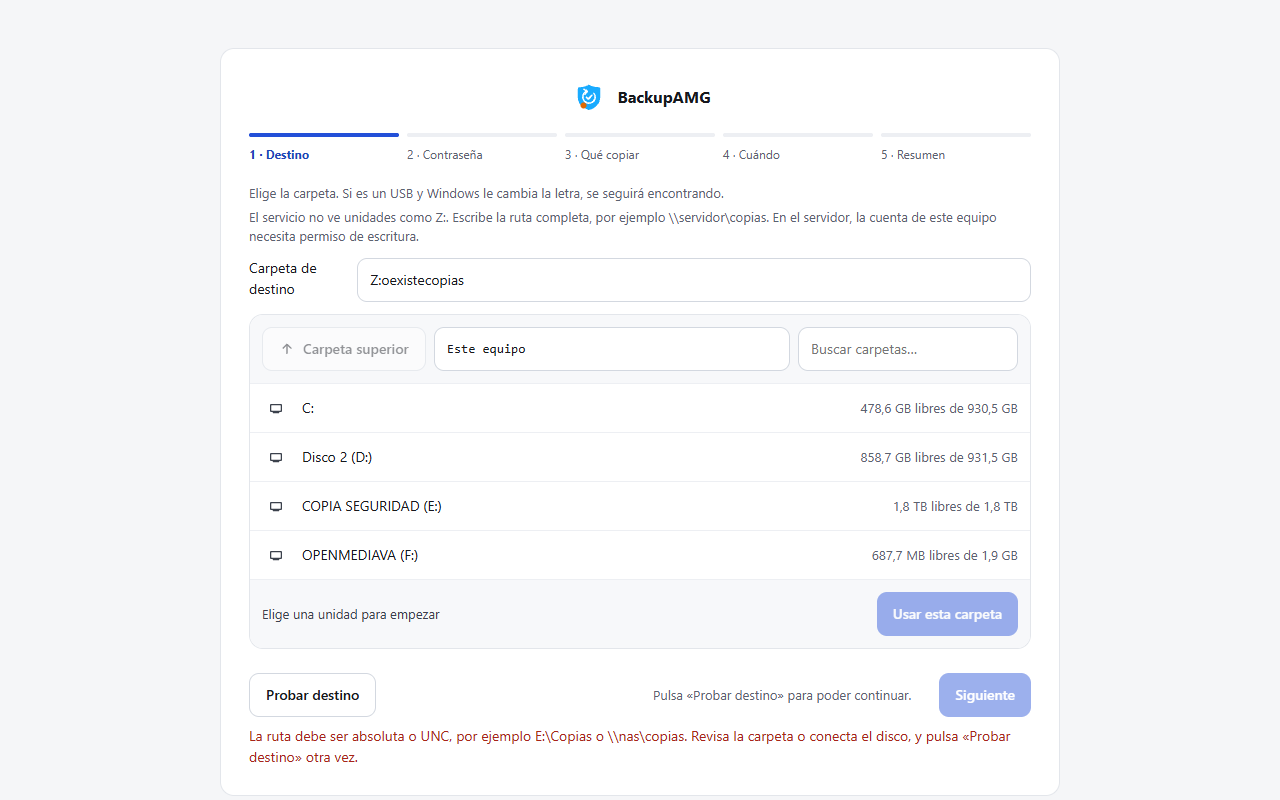 BackupAMG
1 · Destino
2 · Contraseña
3 · Qué copiar
4 · Cuándo
5 · Resumen
Elige la carpeta. Si es un USB y Windows le cambia la letra, se seguirá encontrando.
El servicio no ve unidades como Z:. Escribe la ruta completa, por ejemplo \\servidor\copias. En el servidor, la cuenta de este equipo
necesita permiso de escritura.
Carpeta de
destino
Z:oexistecopias
Carpeta superior
Este equipo
Buscar carpetas...
C:
478,6 GB libres de 930,5 GB
Disco 2 (D:)
858,7 GB libres de 931,5 GB
COPIA SEGURIDAD (E:)
1,8 TB libres de 1,8 TB
OPENMEDIAVA (F:)
687,7 MB libres de 1,9 GB
Elige una unidad para empezar
Usar esta carpeta
Probar destino
Pulsa «Probar destino» para poder continuar.
Siguiente
La ruta debe ser absoluta o UNC, por ejemplo E:\Copias o \\nas\copias. Revisa la carpeta o conecta el disco, y pulsa «Probar
destino» otra vez.